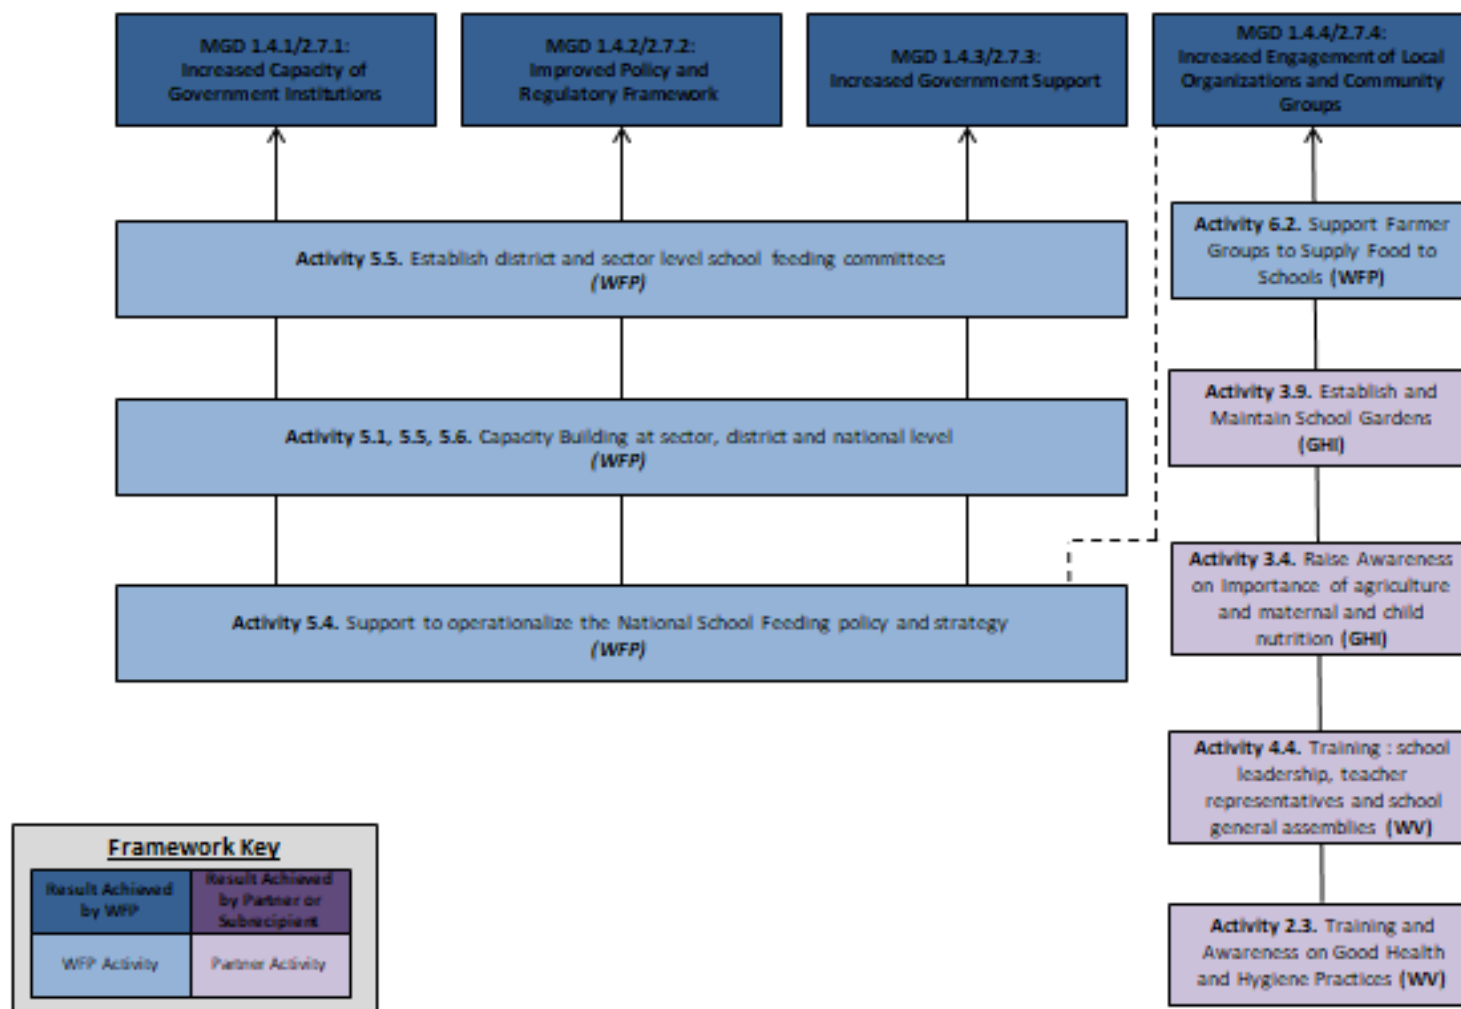 MGD 1.4.1/2.7.1:
Increased Capacity of
Government Institutions
MGD 1.4.2/2.7.2:
Improved Policy and
Regulatory Framework
MGD 1.4.3/2.7.3:
Increased Government Support
MGD 1.4.4/2.7.4:
Increased Engagement of Local
Organizations and Community
Groups
Activity 5.5. Establish district and sector level school feeding committees
(WFP)
Activity 5.1, 5.5, 5.6. Capacity Building at sector, district and national level
(WFP)
Activity 5.4. Support to operationalize the National School Feeding policy and strategy
(WFP)
Activity 6.2. Support Farmer
Groups to Supply Food to
Schools (WFP)
Activity 3.9. Establish and
Maintain School Gardens
(GHI)
Activity 3.4. Raise Awareness
on Importance of agriculture
and maternal and child
nutrition (GHI)
Activity 4.4. Training : school
leadership, teacher
representatives and school
general assemblies (WV)
Activity 2.3. Training and
Awareness on Good Health
and Hygiene Practices (WV)
Framework Key
Result Achieved
by WFP
Result Achieved
by Partner or
Subrecipient
WFP Activity
Partner Activity